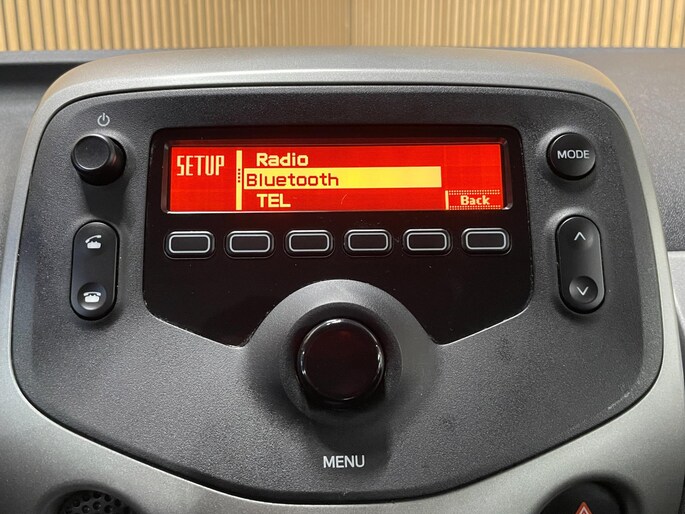 SETUP
Radio
Bluetooth
TEL
Back
MODE
MENU